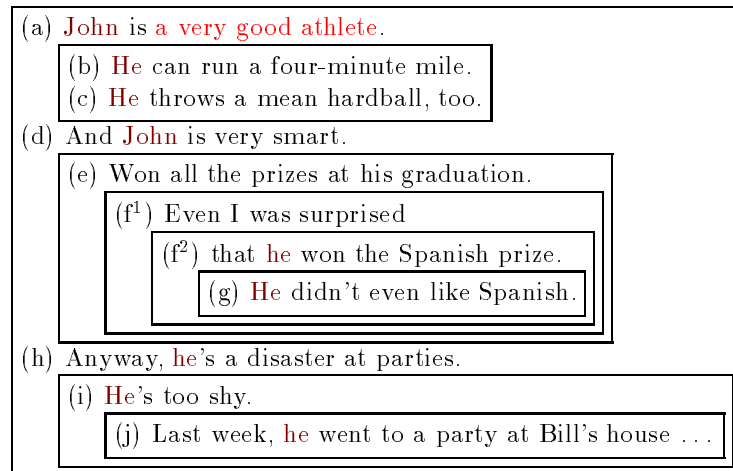 (a) John is a very good athlete.
(b) He can run a four-minute mile.
(c) He throws a mean hardball, too.
(d) And John is very smart.
(e) Won all the prizes at his graduation.
(f¹) Even I was surprised
(f²) that he won the Spanish prize.
(g) He didn't even like Spanish.
(h) Anyway, he's a disaster at parties.
(i) He's too shy.
(j) Last week, he went to a party at Bill's house ...